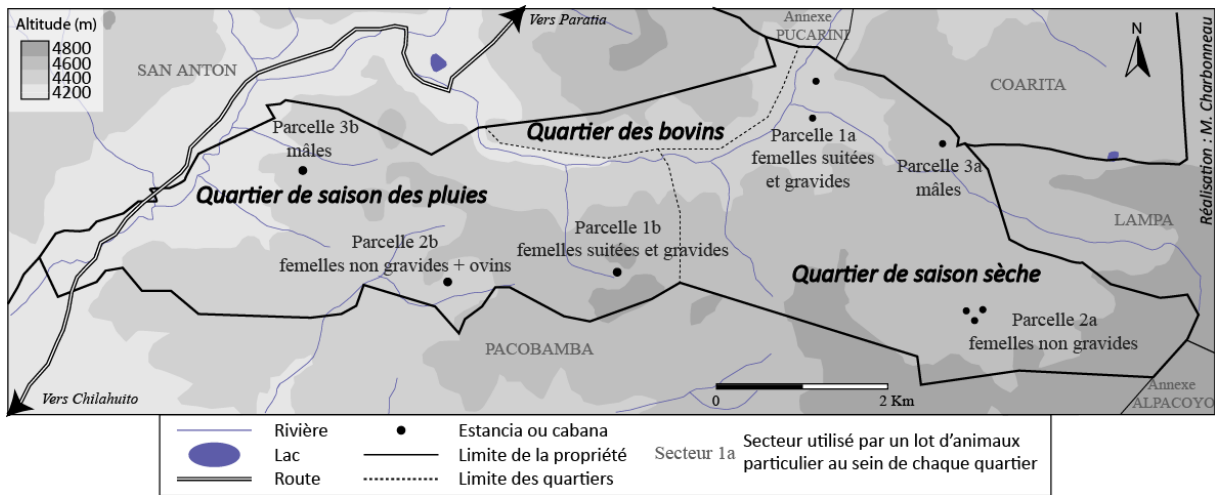 Altitude (m)
4800
4600
4400
4200
SAN ANTON
Vers Paratia
Annexe
PUCARINI
N
COARITA
Quartier des bovins
Parcelle 3b
mâles
Parcelle 1a
femelles suitées
et gravides
Parcelle 3a
mâles
Quartier de saison des pluies
Parcelle 1b
femelles suitées et gravides
Parcelle 2b
femelles non gravides + ovins
LAMPA
Quartier de saison sèche
Parcelle 2a
femelles non gravides
PACOBAMBA
Annexe
ALPACOYO
Vers Chilahuito
0 2 Km
Réalisation : M. Charbonneau
Rivière
Lac
Route
Estancia ou cabana
Limite de la propriété
Limite des quartiers
Secteur 1a
Secteur utilisé par un lot d'animaux
particulier au sein de chaque quartier